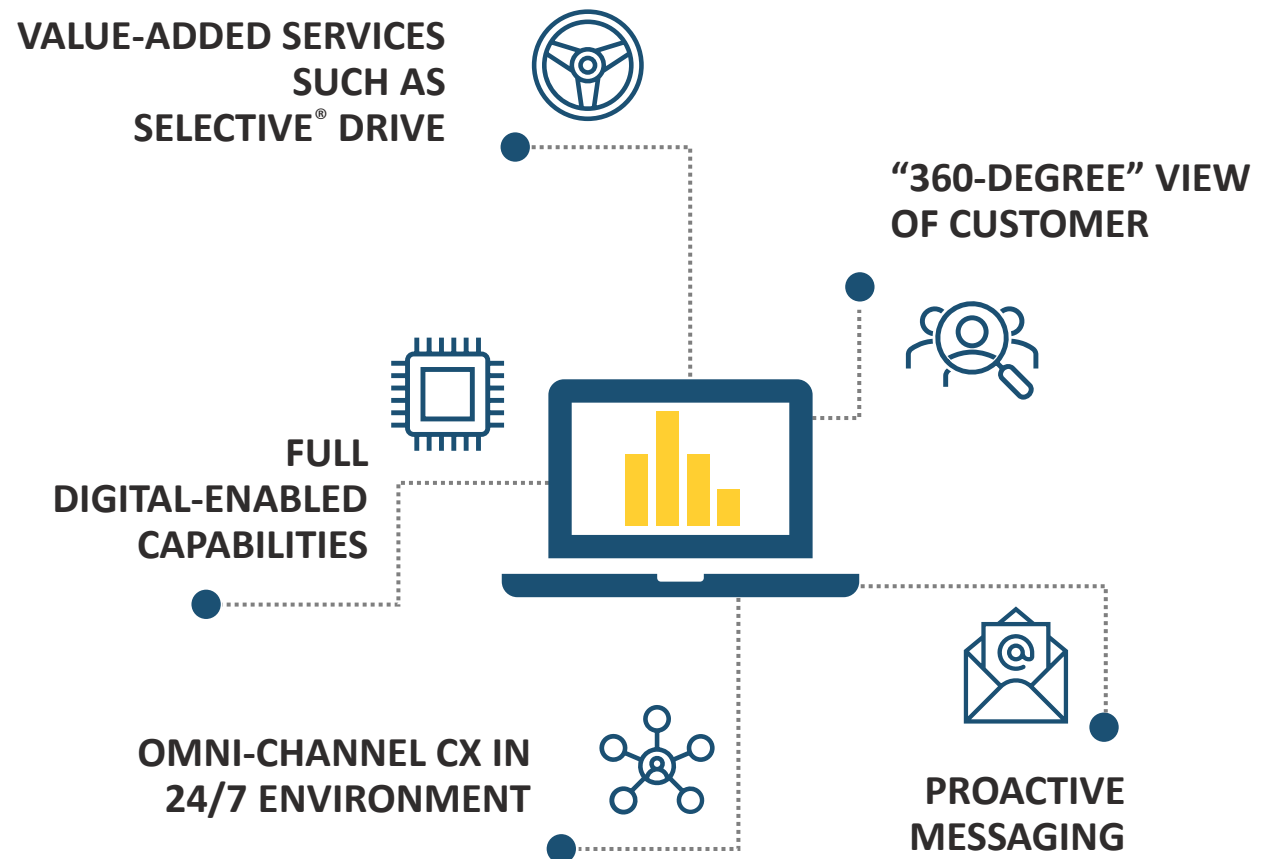 VALUE-ADDED SERVICES
SUCH AS
SELECTIVE® DRIVE
“360-DEGREE” VIEW
OF CUSTOMER
FULL
DIGITAL-ENABLED
CAPABILITIES
@
OMNI-CHANNEL CX IN
24/7 ENVIRONMENT
PROACTIVE
MESSAGING